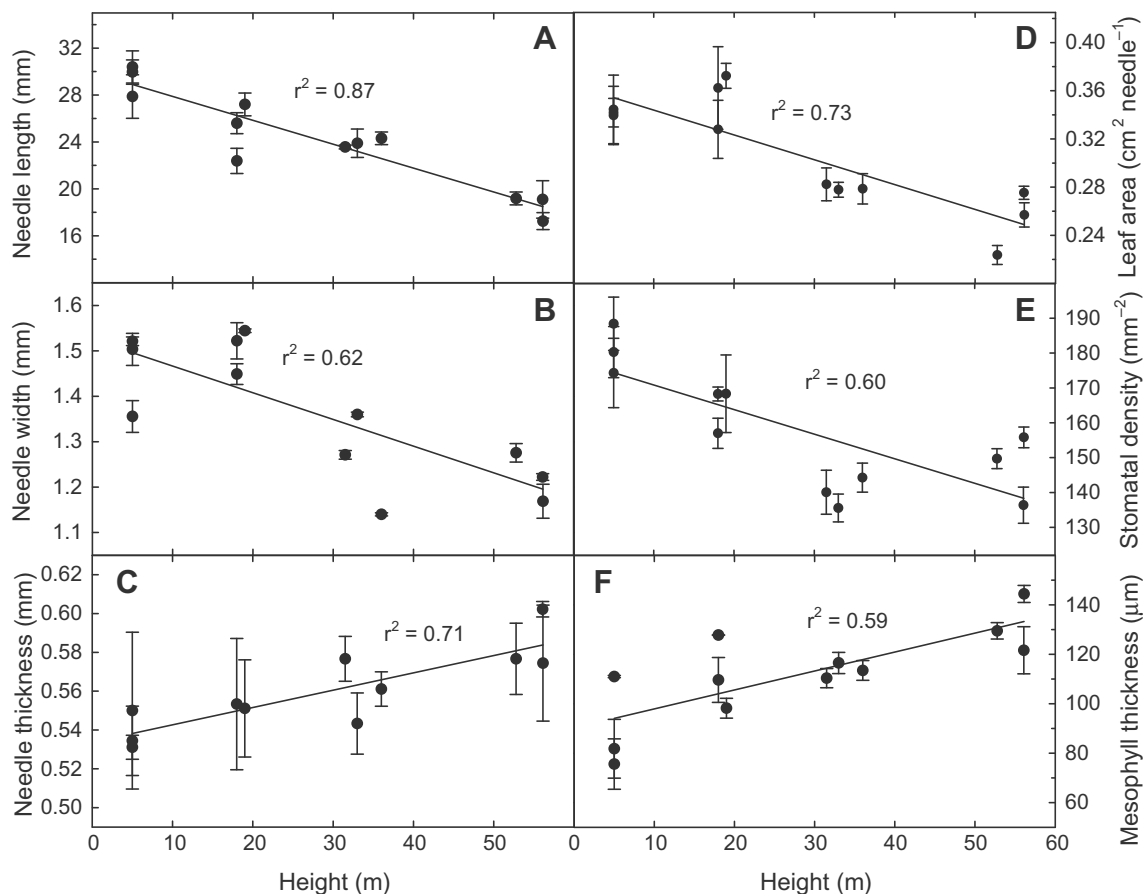 A
Needle length (mm)
32
28
24
20
16
r² = 0.87
D
Leaf area (cm² needle⁻¹)
0.40
0.36
0.32
0.28
0.24
r² = 0.73
B
Needle width (mm)
1.6
1.5
1.4
1.3
1.2
1.1
r² = 0.62
E
Stomatal density (mm⁻²)
190
180
170
160
150
140
130
r² = 0.60
C
Needle thickness (mm)
0.62
0.60
0.58
0.56
0.54
0.52
0.50
r² = 0.71
F
Mesophyll thickness (μm)
140
120
100
80
60
r² = 0.59
0 10 20 30 40 50
0 10 20 30 40 50 60
Height (m)
Height (m)